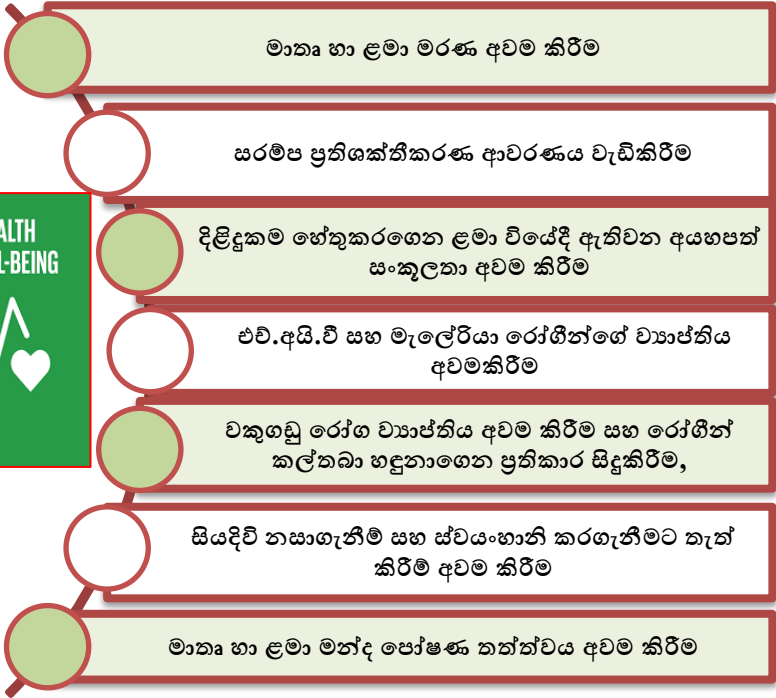 මාතෘ හා ළමා මරණ අවම කිරීම
සරම්ප ප්‍රතිශක්තීකරණ ආවරණය වැඩිකිරීම
ALTH
L-BEING
දිළිදුකම හේතුකරගෙන ළමා වියේදී ඇතිවන අයහපත්
සංකූලතා අවම කිරීම
එච්.අයි.වී සහ මැලේරියා රෝගීන්ගේ ව්‍යාප්තිය
අවමකිරීම
වකුගඩු රෝග ව්‍යාප්තිය අවම කිරීම සහ රෝගීන්
කල්තබා හඳුනාගෙන ප්‍රතිකාර සිදුකිරීම,
සියදිවි නසාගැනීම් සහ ස්වයංහානි කරගැනීමට තැත්
කිරීම් අවම කිරීම
මාතෘ හා ළමා මන්ද පෝෂණ තත්ත්වය අවම කිරීම